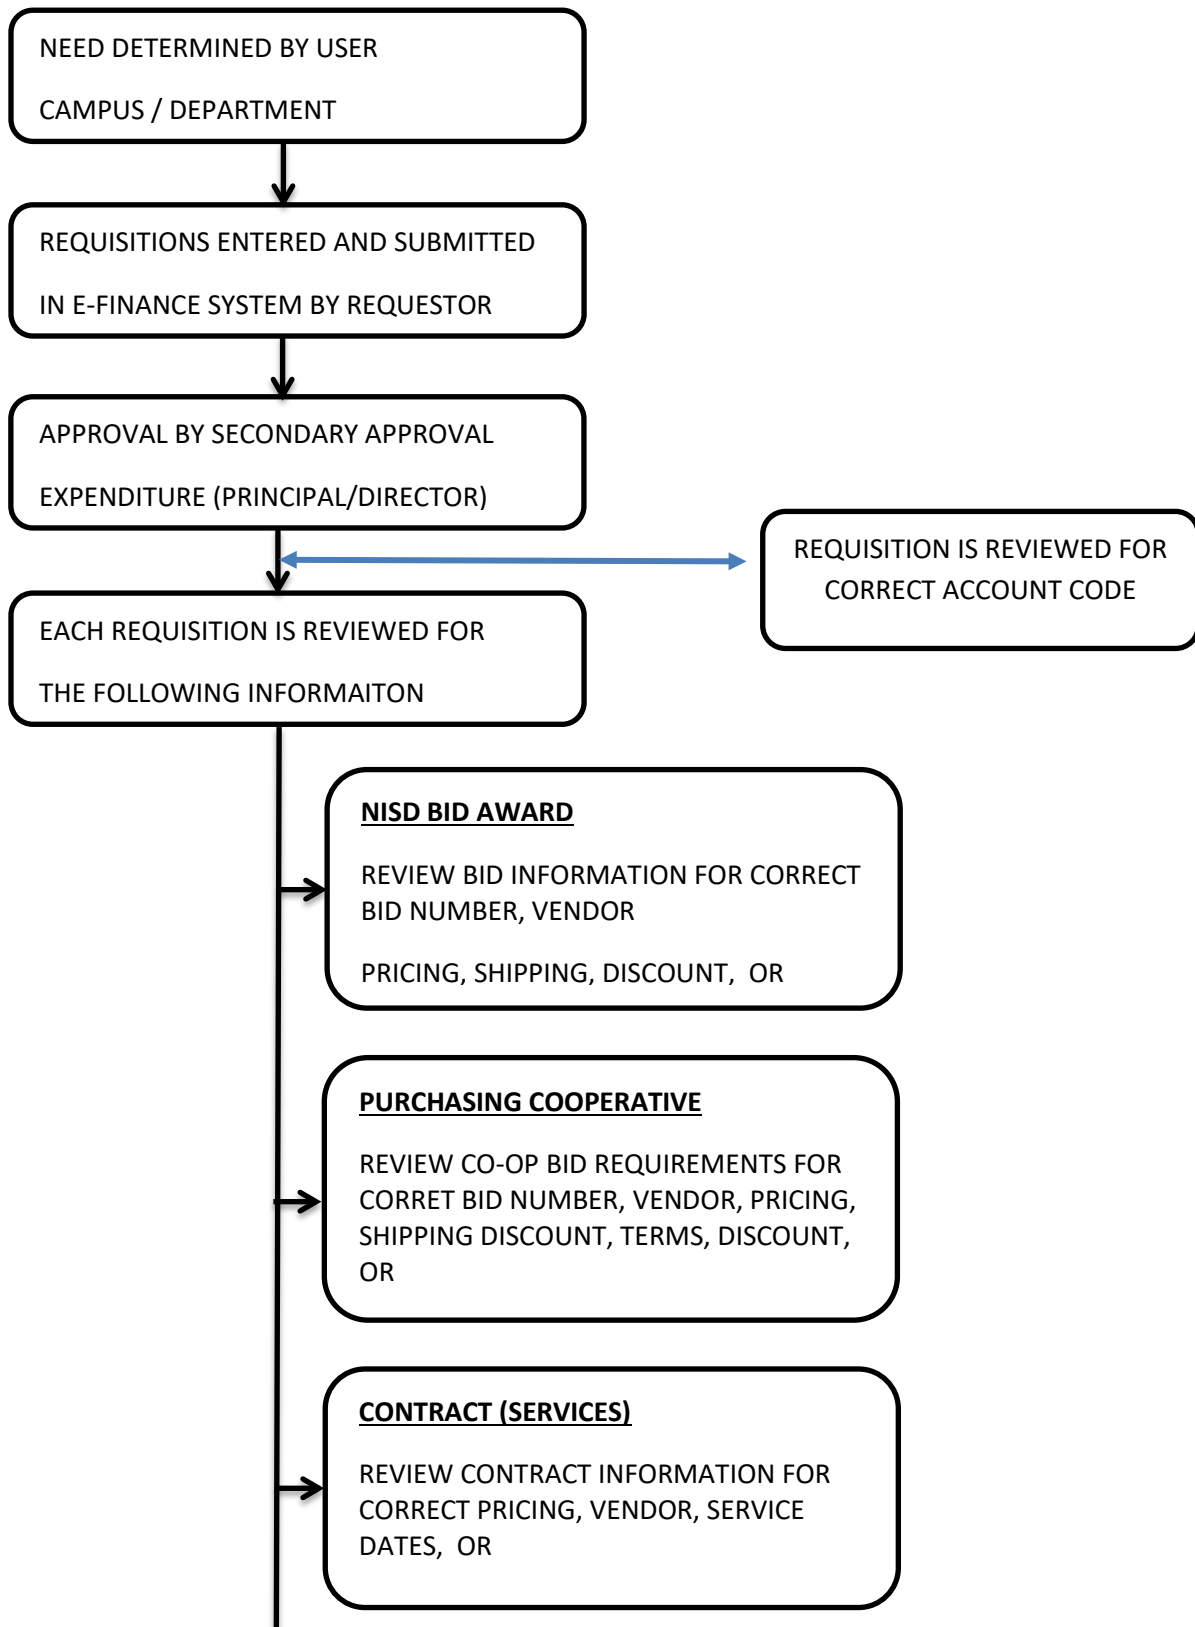 NEED DETERMINED BY USER
CAMPUS / DEPARTMENT
REQUISITIONS ENTERED AND SUBMITTED
IN E-FINANCE SYSTEM BY REQUESTOR
APPROVAL BY SECONDARY APPROVAL
EXPENDITURE (PRINCIPAL/DIRECTOR)
REQUISITION IS REVIEWED FOR
CORRECT ACCOUNT CODE
EACH REQUISITION IS REVIEWED FOR
THE FOLLOWING INFORMAITON
NISD BID AWARD
REVIEW BID INFORMATION FOR CORRECT
BID NUMBER, VENDOR
PRICING, SHIPPING, DISCOUNT, OR
PURCHASING COOPERATIVE
REVIEW CO-OP BID REQUIREMENTS FOR
CORRET BID NUMBER, VENDOR, PRICING,
SHIPPING DISCOUNT, TERMS, DISCOUNT,
OR
CONTRACT (SERVICES)
REVIEW CONTRACT INFORMATION FOR
CORRECT PRICING, VENDOR, SERVICE
DATES, OR